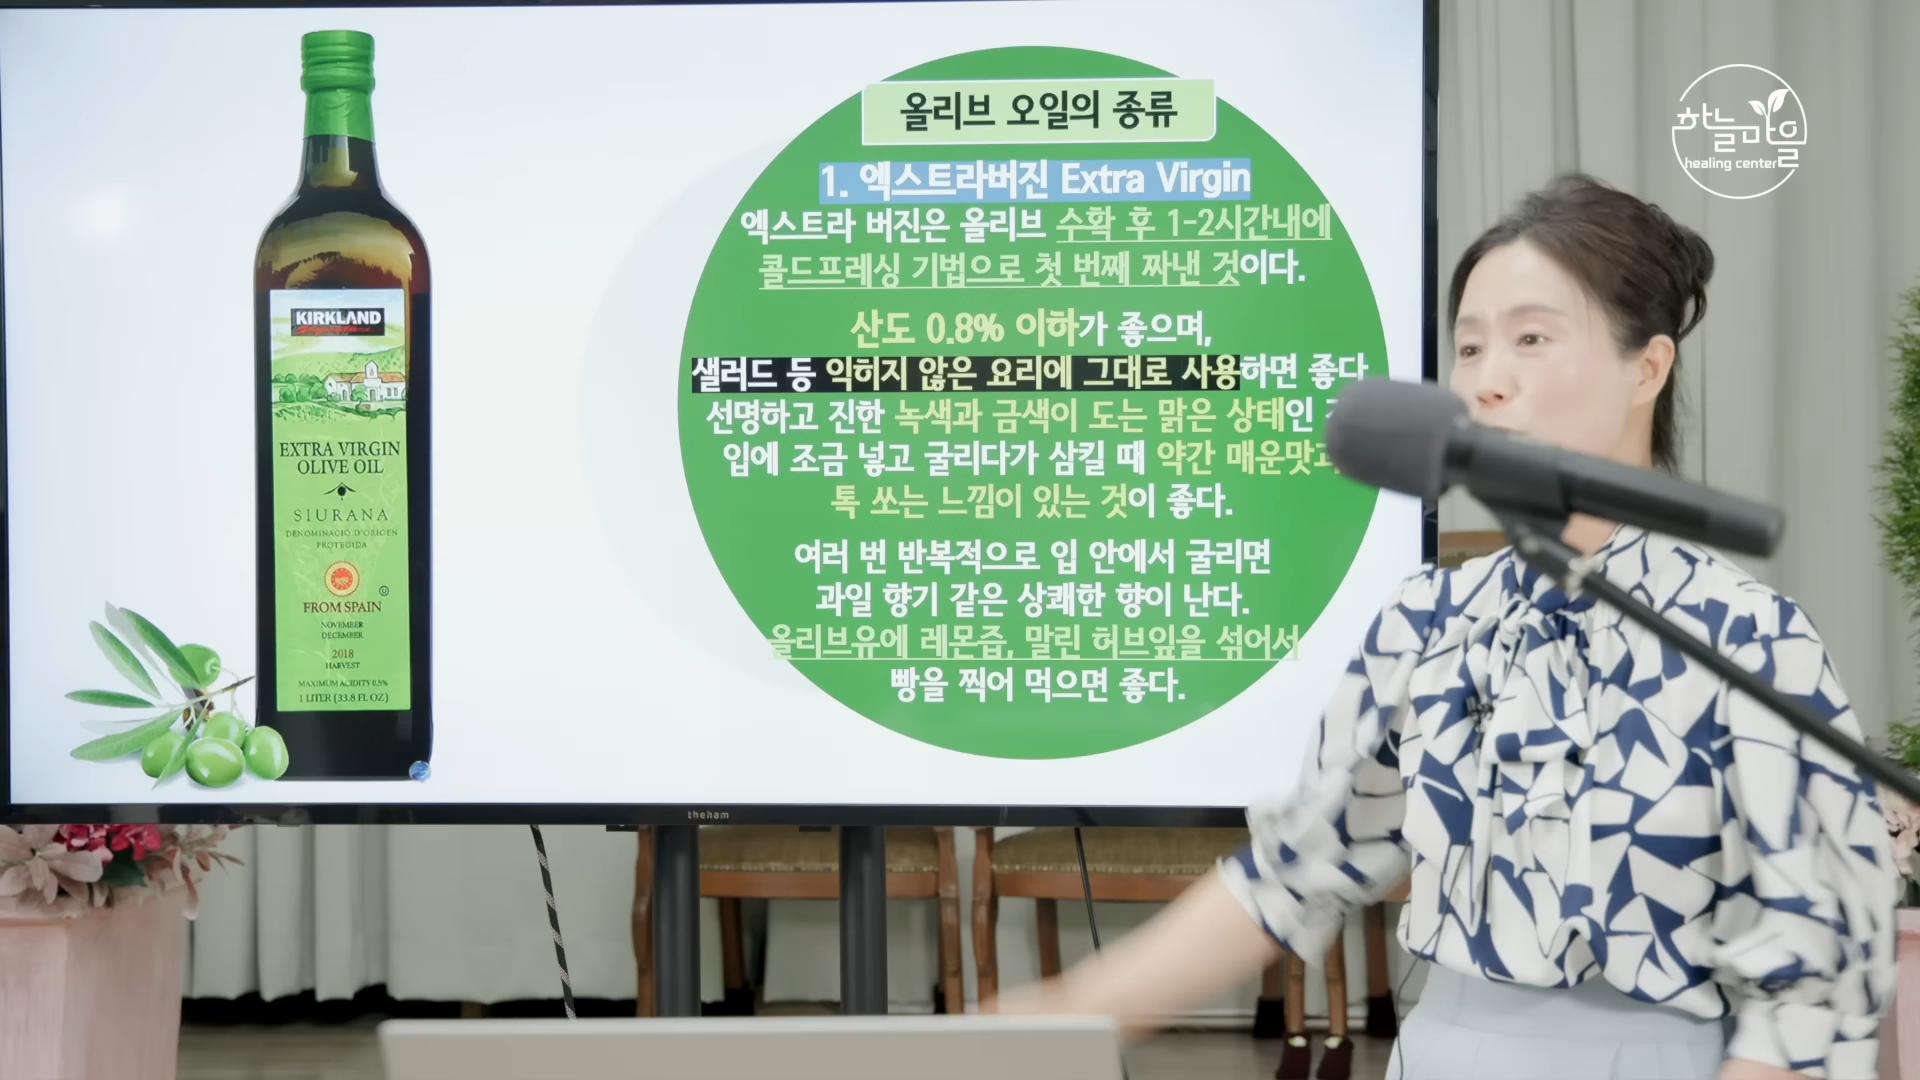 올리브 오일의 종류
1. 엑스트라버진 Extra Virgin
엑스트라 버진은 올리브 수확 후 1-2시간내에
콜드프레싱 기법으로 첫 번째 짜낸 것이다.
산도 0.8% 이하가 좋으며,
샐러드 등 익히지 않은 요리에 그대로 사용하면 좋다
선명하고 진한 녹색과 금색이 도는 맑은 상태인
입에 조금 넣고 굴리다가 삼킬 때 약간 매운맛과
톡 쏘는 느낌이 있는 것이 좋다.
여러 번 반복적으로 입 안에서 굴리면
과일 향기 같은 상쾌한 향이 난다.
올리브유에 레몬즙, 말린 허브잎을 섞어서
빵을 찍어 먹으면 좋다.
KIRKLAND
EXTRA VIRGIN
OLIVE OIL
SIURANA
DENOMINACIÓ D'ORIGEN
PROTEGIDA
FROM SPAIN
NOVEMBER
DECEMBER
2018
HARVEST
MAXIMUM ACIDITY 0.5%
1 LITER (33.8 FL OZ)
theham
하늘마을
healing center